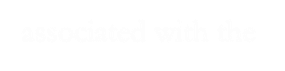 associated with the